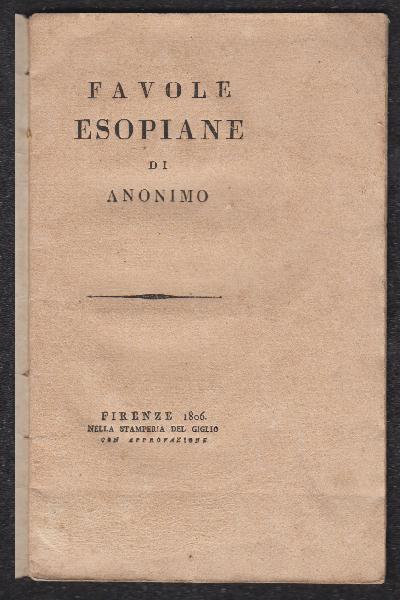 FAVOLE
ESOPIANE
DI
ANONIMO
FIRENZE 1806.
NELLA STAMPERIA DEL GIGLIO
CON APPROVAZIONE